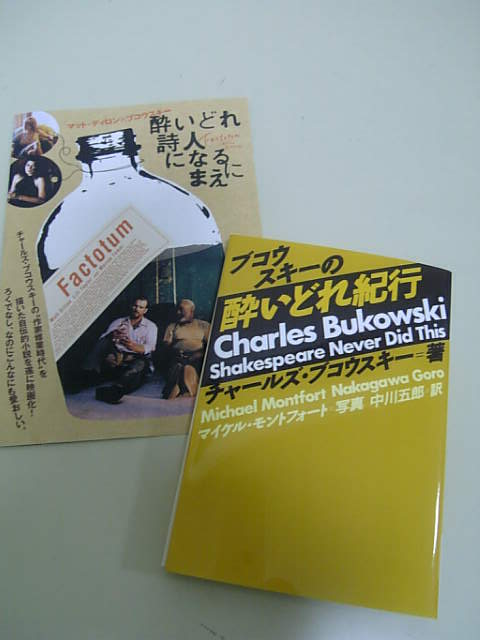 マット・ディロン=ブコウスキー
酔いどれ
詩人になるまえに
Factotum
チャールズ・ブコウスキーの“作家修業時代”を
描いた自伝的小説を遂に映画化!
ろくでなし、なのにこんなにも愛おしい。
ブコウスキーの
酔いどれ紀行
Charles Bukowski
Shakespeare Never Did This
チャールズ・ブコウスキー=著
Michael Montfort Nakagawa Goro
マイケル・モントフォート=写真 中川五郎=訳